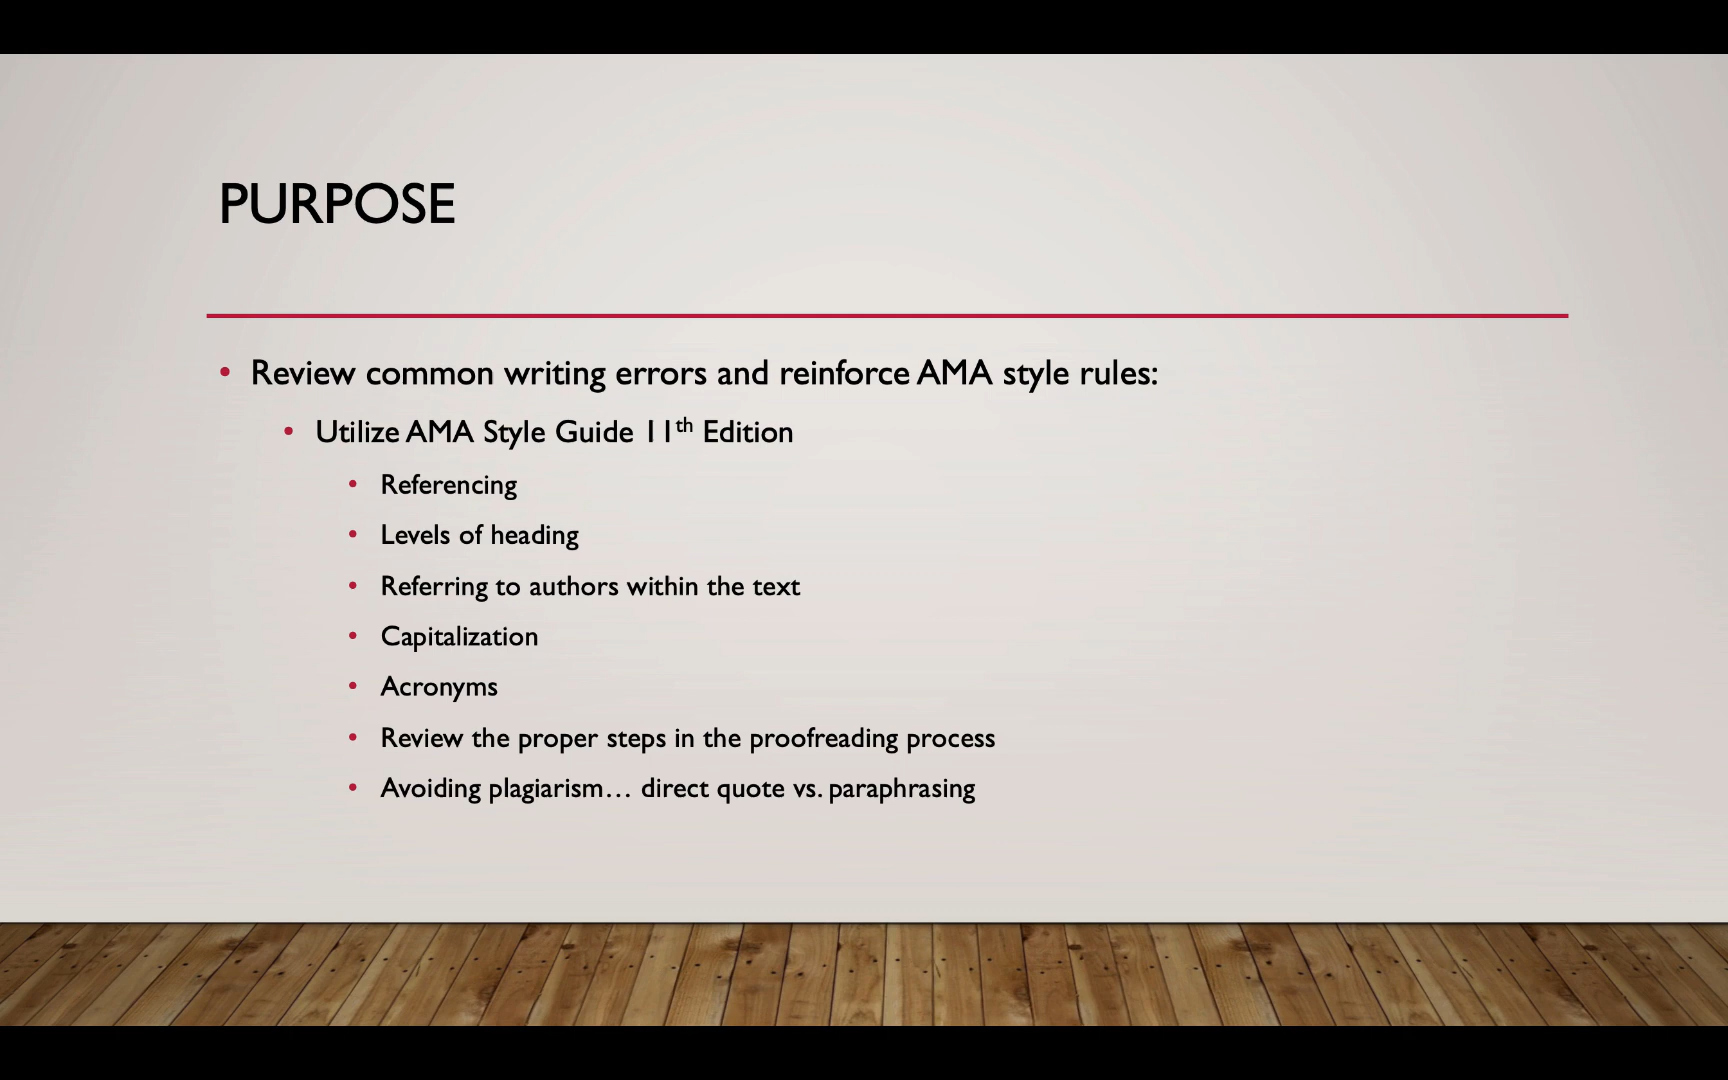 PURPOSE
• Review common writing errors and reinforce AMA style rules:
• Utilize AMA Style Guide 11th Edition
• Referencing
• Levels of heading
• Referring to authors within the text
• Capitalization
• Acronyms
• Review the proper steps in the proofreading process
• Avoiding plagiarism… direct quote vs. paraphrasing